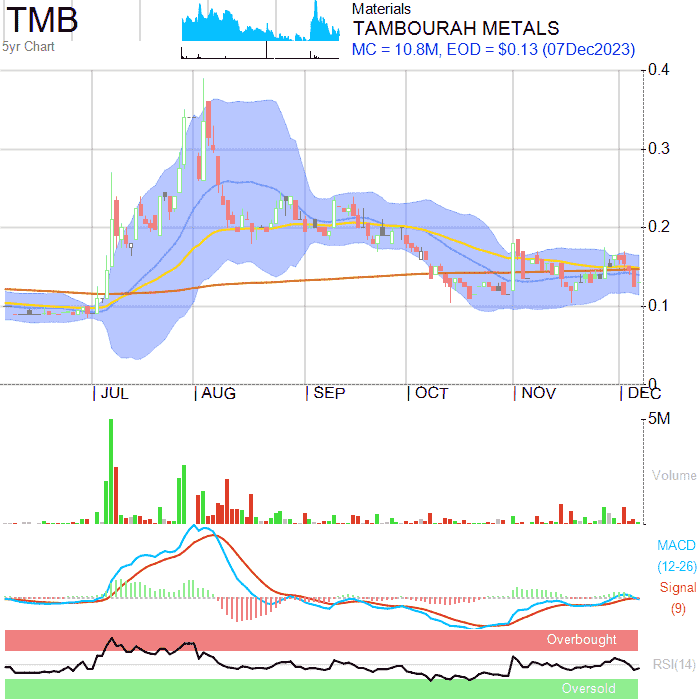 TMB
5yr Chart
Materials
TAMBOURAH METALS
MC = 10.8M, EOD = $0.13 (07Dec2023)
0.4
0.3
0.2
0.1
0
JUL AUG SEP OCT NOV DEC
5M
Volume
MACD
(12-26)
Signal
(9)
Overbought
RSI(14)
Oversold